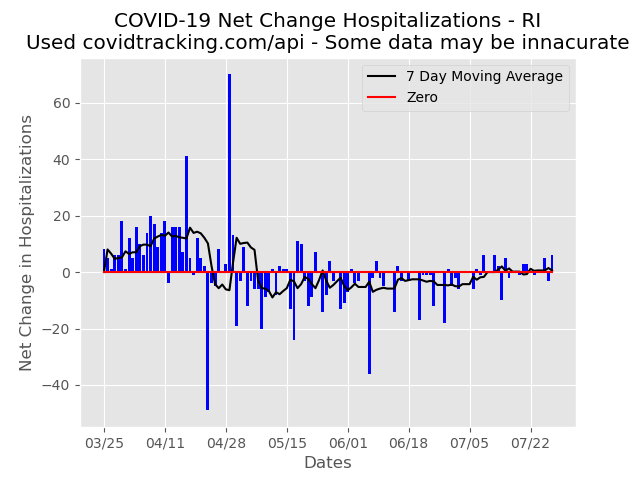 COVID-19 Net Change Hospitalizations - RI
Used covidtracking.com/api - Some data may be innacurate
7 Day Moving Average
Zero
Net Change in Hospitalizations
60
40
20
0
−20
−40
03/25 04/11 04/28 05/15 06/01 06/18 07/05 07/22
Dates